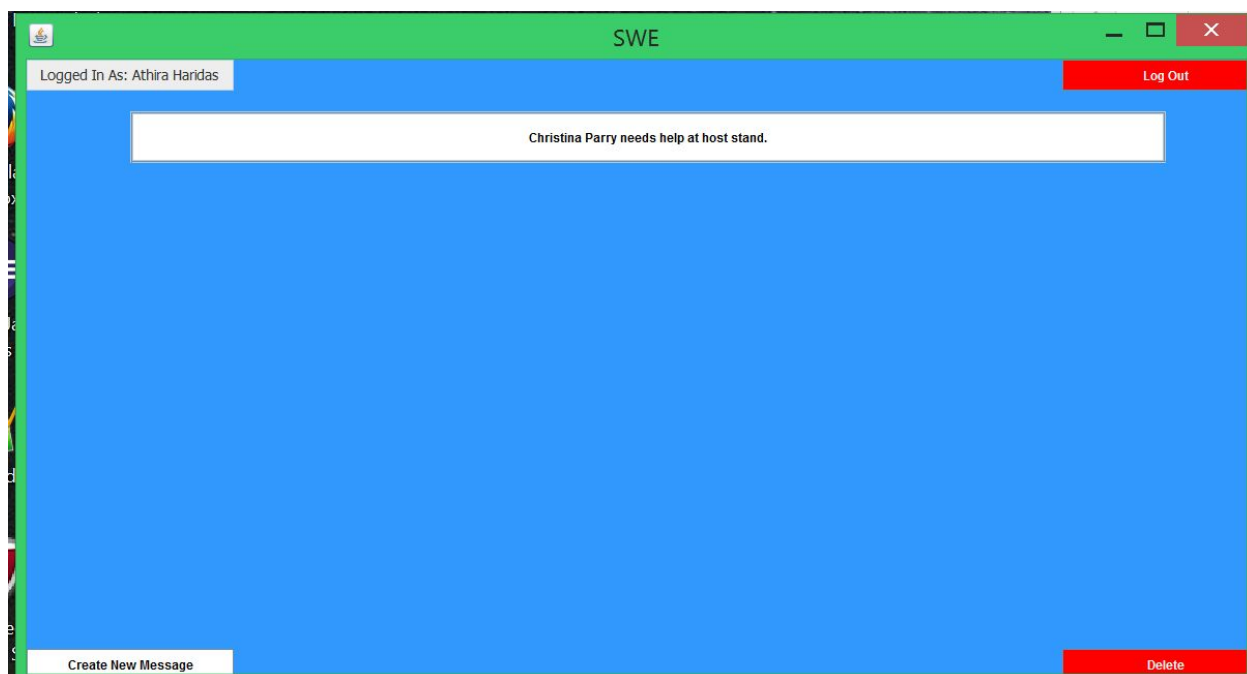 SWE
Logged In As: Athira Haridas
Log Out
Christina Parry needs help at host stand.
Create New Message
Delete